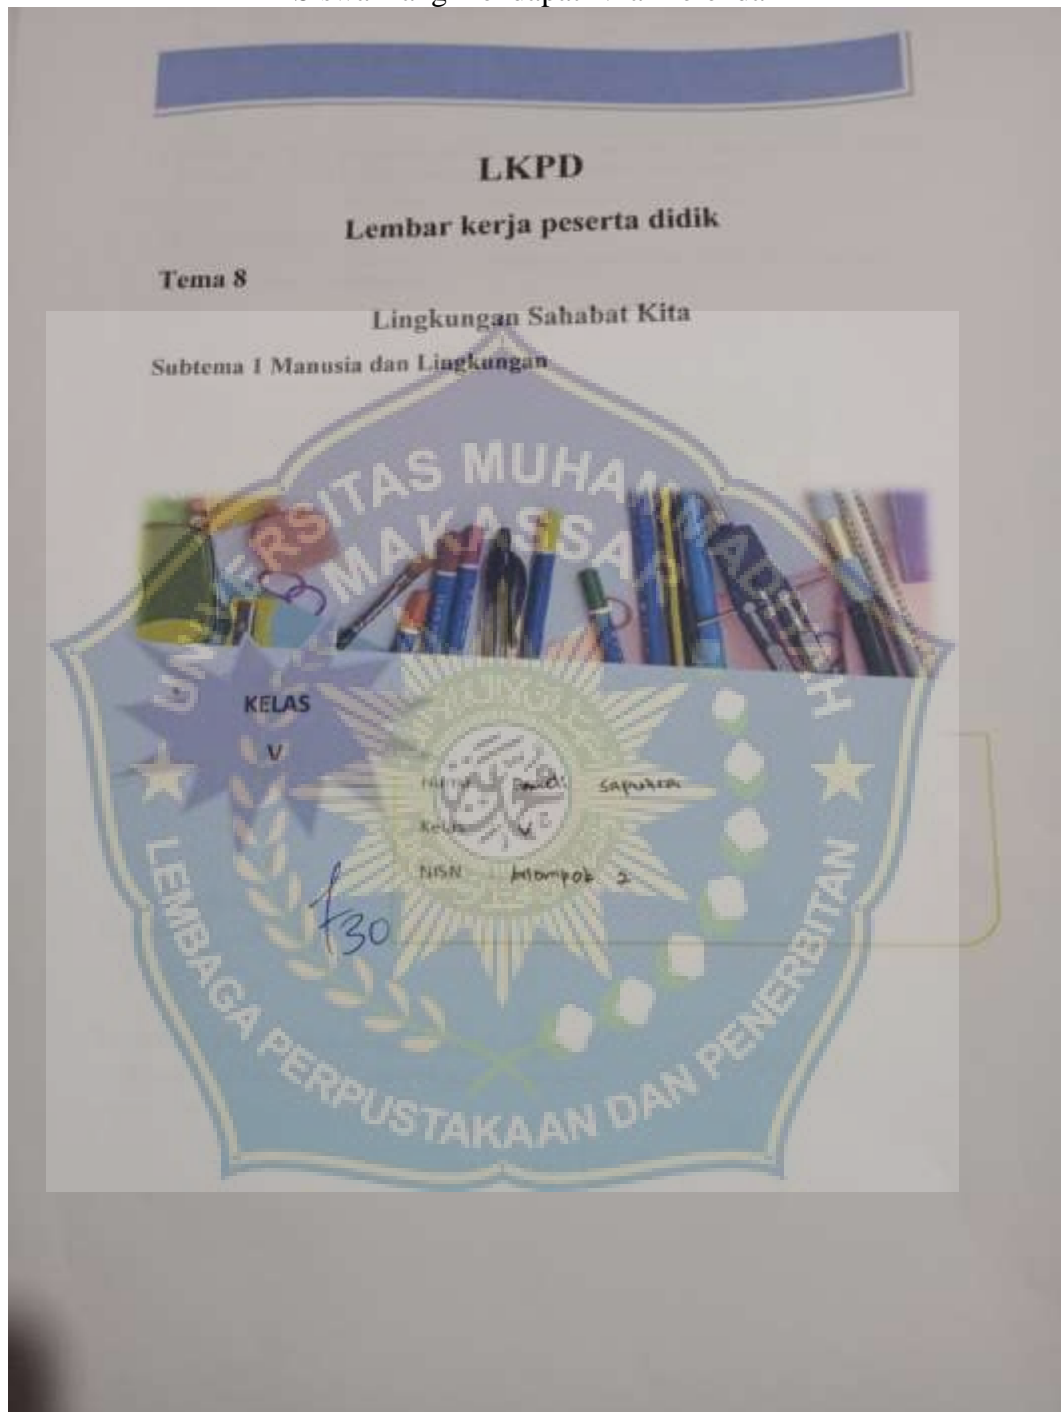 LKPD
Lembar kerja peserta didik
Tema 8
Lingkungan Sahabat Kita
Subtema 1 Manusia dan Lingkungan
UNIVERSITAS MUHAMMADIYAH
MAKASSAR
KELAS
V
saputra
Kelas V
NISN kelompok 2
30
LEMBAGA PERPUSTAKAAN DAN PENERBITAN